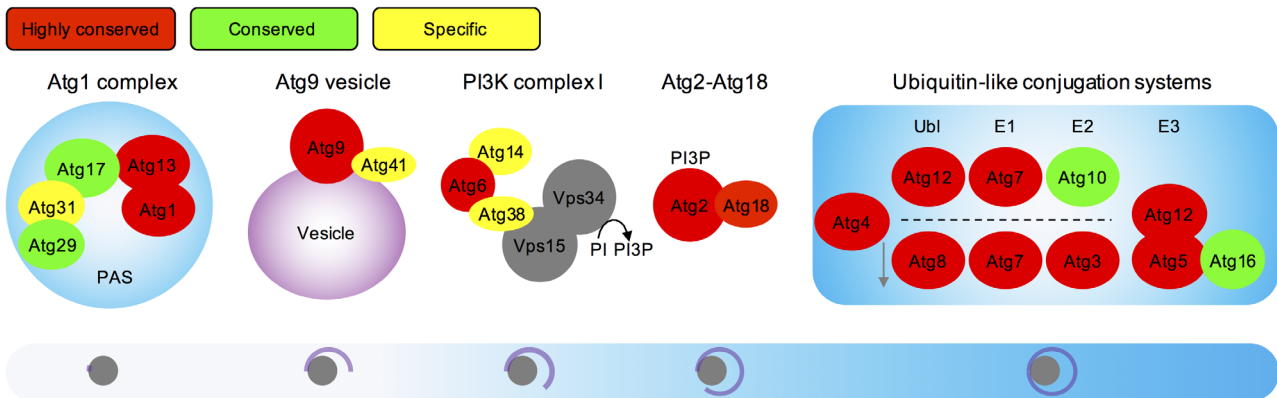 Highly conserved
Conserved
Specific
Atg1 complex
Atg9 vesicle
PI3K complex I
Atg2-Atg18
Ubiquitin-like conjugation systems
Atg17
Atg13
Atg31
Atg1
Atg29
PAS
Atg9
Atg41
Vesicle
Atg14
Atg6
Atg38
Vps34
Vps15
PI PI3P
PI3P
Atg2
Atg18
Ubl
E1
E2
E3
Atg12
Atg7
Atg10
Atg4
Atg12
Atg8
Atg7
Atg3
Atg5
Atg16